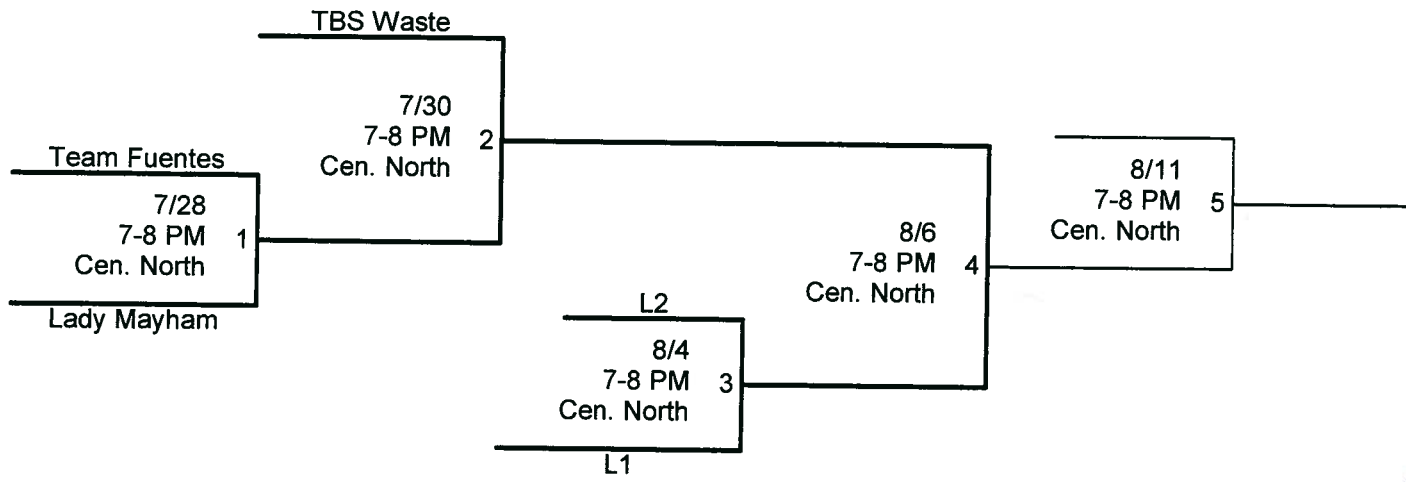 TBS Waste
7/30
7-8 PM
2
Cen. North
Team Fuentes
7/28
7-8 PM
1
Cen. North
Lady Mayham
8/11
7-8 PM
5
Cen. North
8/6
7-8 PM
4
Cen. North
L2
8/4
7-8 PM
3
Cen. North
L1